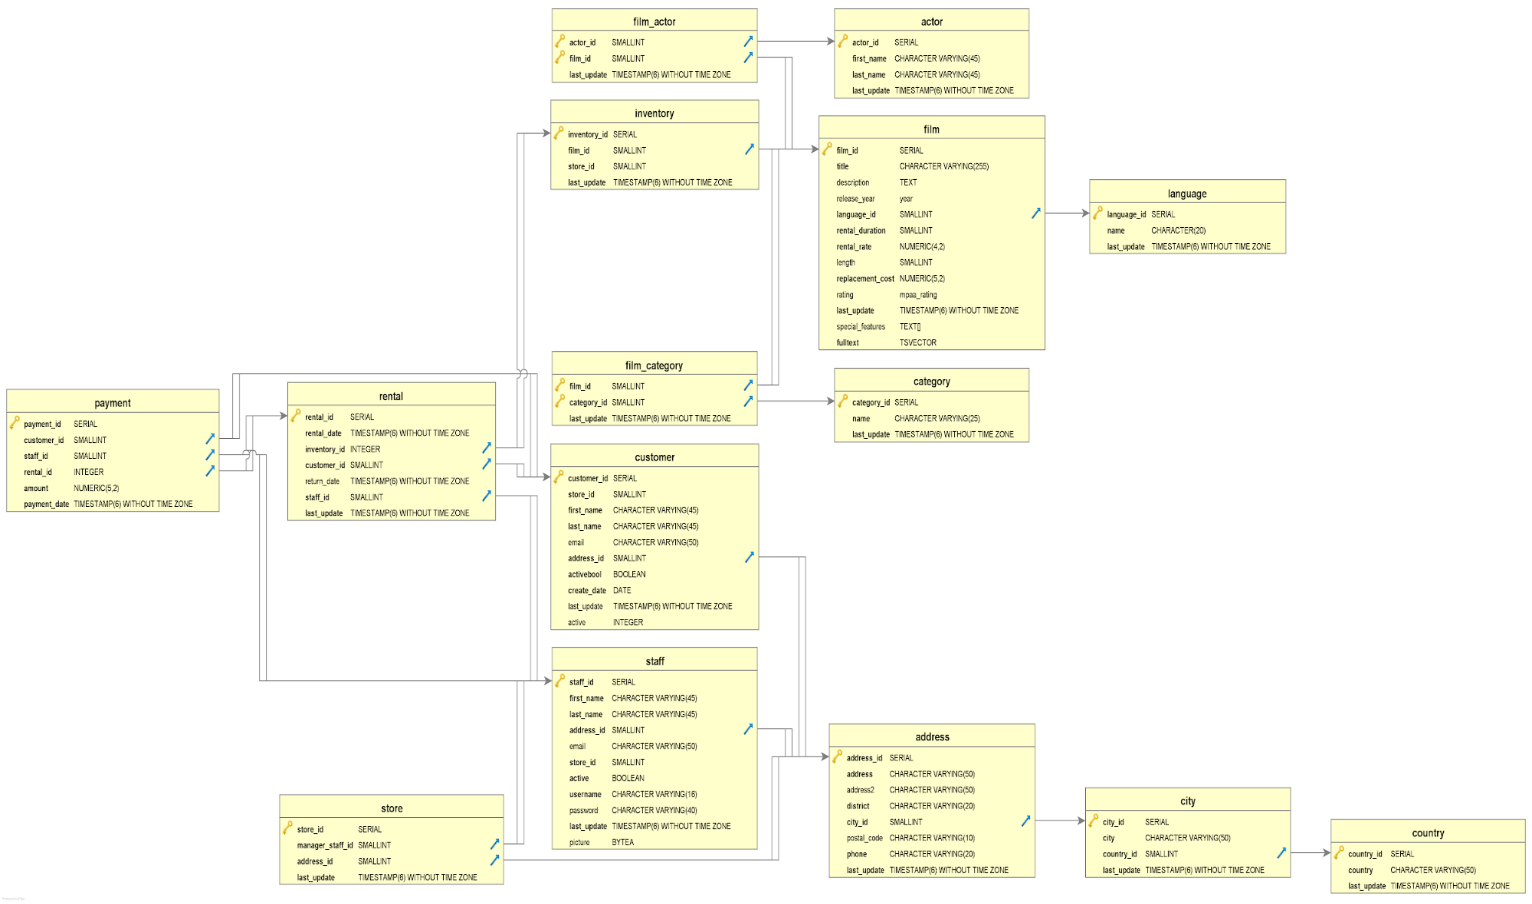 film_actor
actor_id SMALLINT
film_id SMALLINT
last_update TIMESTAMP(6) WITHOUT TIME ZONE
actor
actor_id SERIAL
first_name CHARACTER VARYING(45)
last_name CHARACTER VARYING(45)
last_update TIMESTAMP(6) WITHOUT TIME ZONE
inventory
inventory_id SERIAL
film_id SMALLINT
store_id SMALLINT
last_update TIMESTAMP(6) WITHOUT TIME ZONE
film
film_id SERIAL
title CHARACTER VARYING(255)
description TEXT
release_year year
language_id SMALLINT
rental_duration SMALLINT
rental_rate NUMERIC(4,2)
length SMALLINT
replacement_cost NUMERIC(5,2)
rating mpaa_rating
last_update TIMESTAMP(6) WITHOUT TIME ZONE
special_features TEXT[]
fulltext TSVECTOR
language
language_id SERIAL
name CHARACTER(20)
last_update TIMESTAMP(6) WITHOUT TIME ZONE
film_category
film_id SMALLINT
category_id SMALLINT
last_update TIMESTAMP(6) WITHOUT TIME ZONE
category
category_id SERIAL
name CHARACTER VARYING(25)
last_update TIMESTAMP(6) WITHOUT TIME ZONE
payment
payment_id SERIAL
customer_id SMALLINT
staff_id SMALLINT
rental_id INTEGER
amount NUMERIC(5,2)
payment_date TIMESTAMP(6) WITHOUT TIME ZONE
rental
rental_id SERIAL
rental_date TIMESTAMP(6) WITHOUT TIME ZONE
inventory_id INTEGER
customer_id SMALLINT
return_date TIMESTAMP(6) WITHOUT TIME ZONE
staff_id SMALLINT
last_update TIMESTAMP(6) WITHOUT TIME ZONE
customer
customer_id SERIAL
store_id SMALLINT
first_name CHARACTER VARYING(45)
last_name CHARACTER VARYING(45)
email CHARACTER VARYING(50)
address_id SMALLINT
activebool BOOLEAN
create_date DATE
last_update TIMESTAMP(6) WITHOUT TIME ZONE
active INTEGER
staff
staff_id SERIAL
first_name CHARACTER VARYING(45)
last_name CHARACTER VARYING(45)
address_id SMALLINT
email CHARACTER VARYING(50)
store_id SMALLINT
active BOOLEAN
username CHARACTER VARYING(16)
password CHARACTER VARYING(40)
last_update TIMESTAMP(6) WITHOUT TIME ZONE
picture BYTEA
store
store_id SERIAL
manager_staff_id SMALLINT
address_id SMALLINT
last_update TIMESTAMP(6) WITHOUT TIME ZONE
address
address_id SERIAL
address CHARACTER VARYING(50)
address2 CHARACTER VARYING(50)
district CHARACTER VARYING(20)
city_id SMALLINT
postal_code CHARACTER VARYING(10)
phone CHARACTER VARYING(20)
last_update TIMESTAMP(6) WITHOUT TIME ZONE
city
city_id SERIAL
city CHARACTER VARYING(50)
country_id SMALLINT
last_update TIMESTAMP(6) WITHOUT TIME ZONE
country
country_id SERIAL
country CHARACTER VARYING(50)
last_update TIMESTAMP(6) WITHOUT TIME ZONE